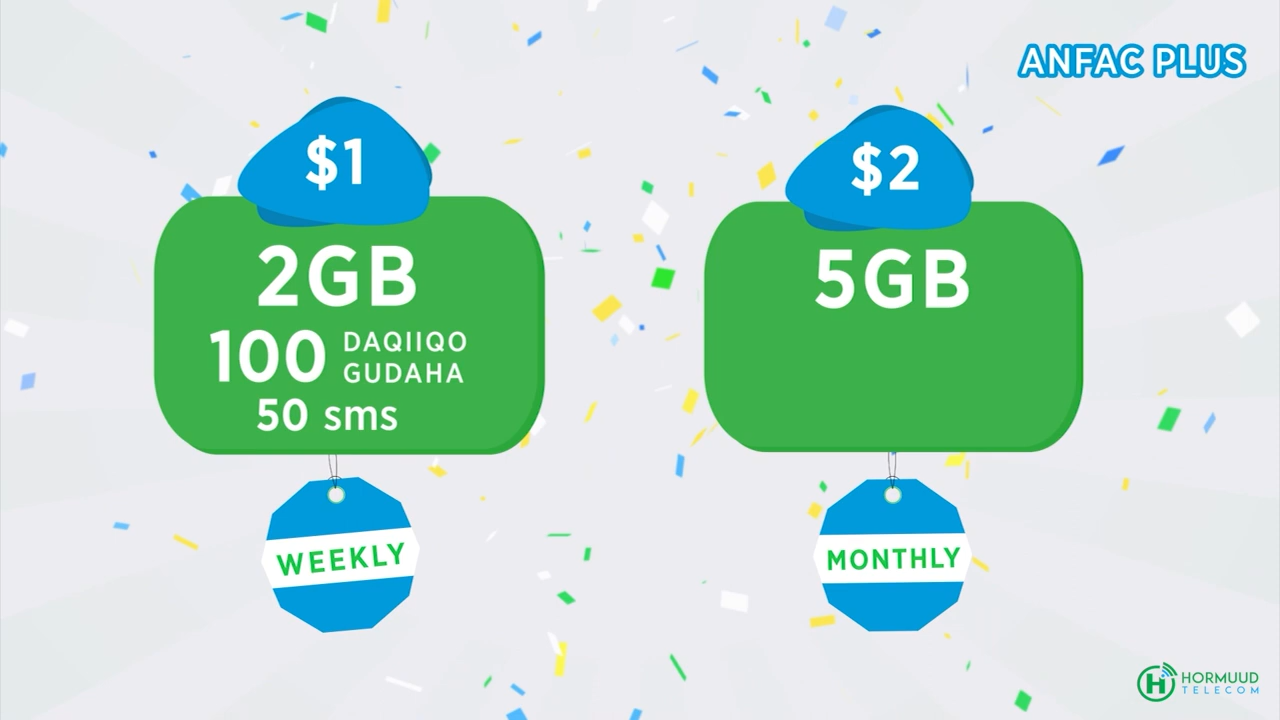 ANFAC PLUS
$1
2GB
100 DAQIIQO
GUDAHA
50 sms
WEEKLY
$2
5GB
MONTHLY
HORMUUD
TELECOM